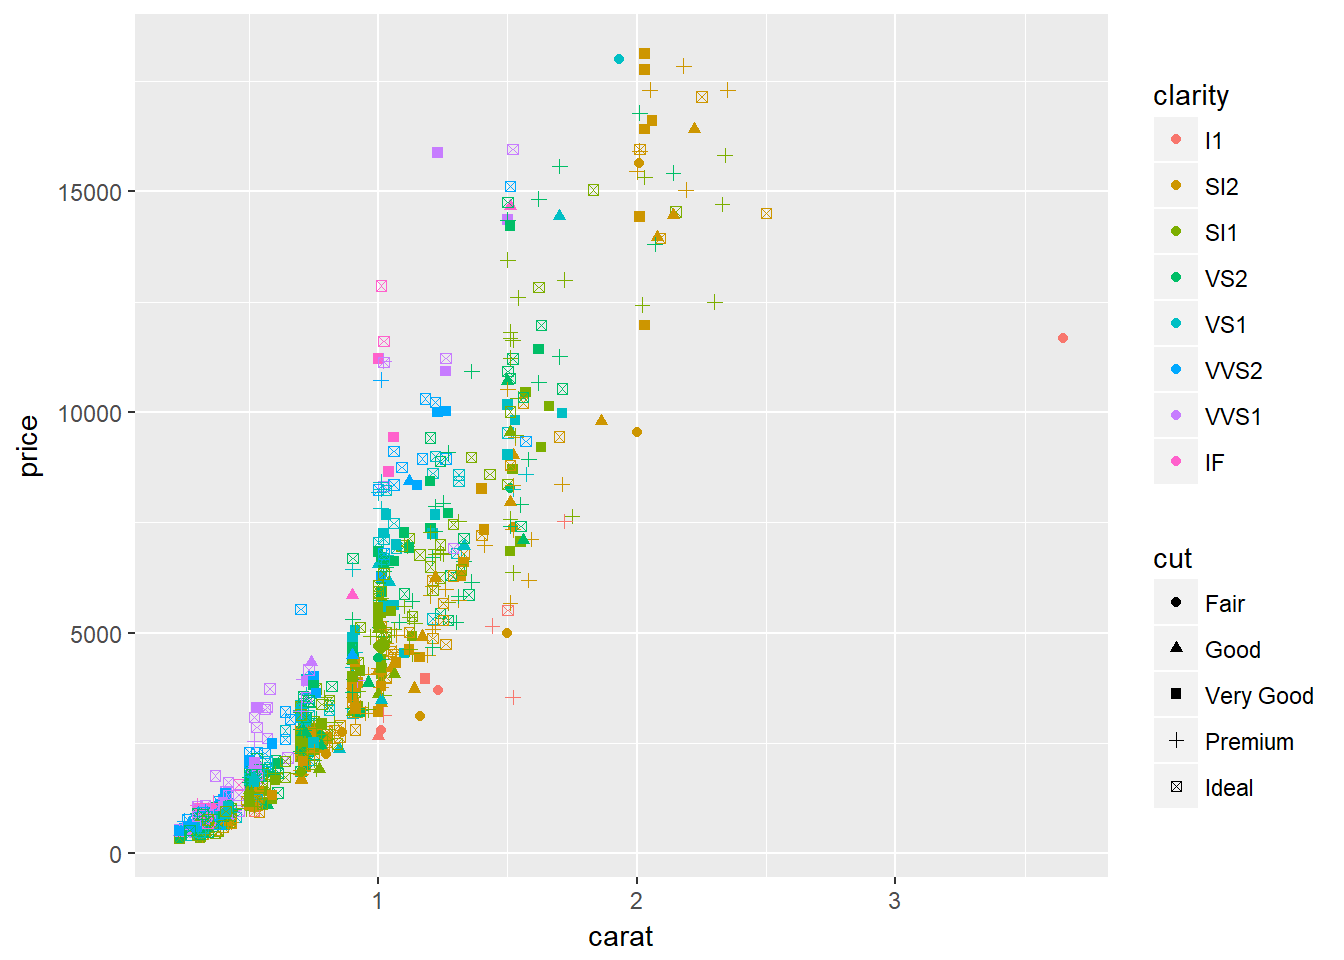 clarity
I1
SI2
SI1
VS2
VS1
VVS2
VVS1
IF
cut
Fair
Good
Very Good
Premium
Ideal
price
15000
10000
5000
0
1
2
3
carat